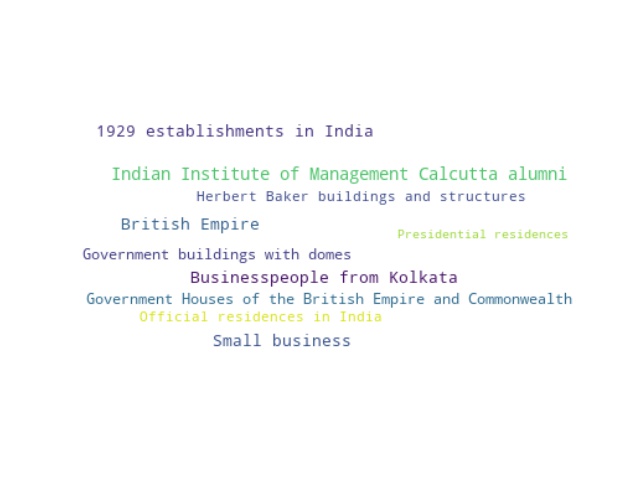 1929 establishments in India
Indian Institute of Management Calcutta alumni
Herbert Baker buildings and structures
British Empire
Presidential residences
Government buildings with domes
Businesspeople from Kolkata
Government Houses of the British Empire and Commonwealth
Official residences in India
Small business